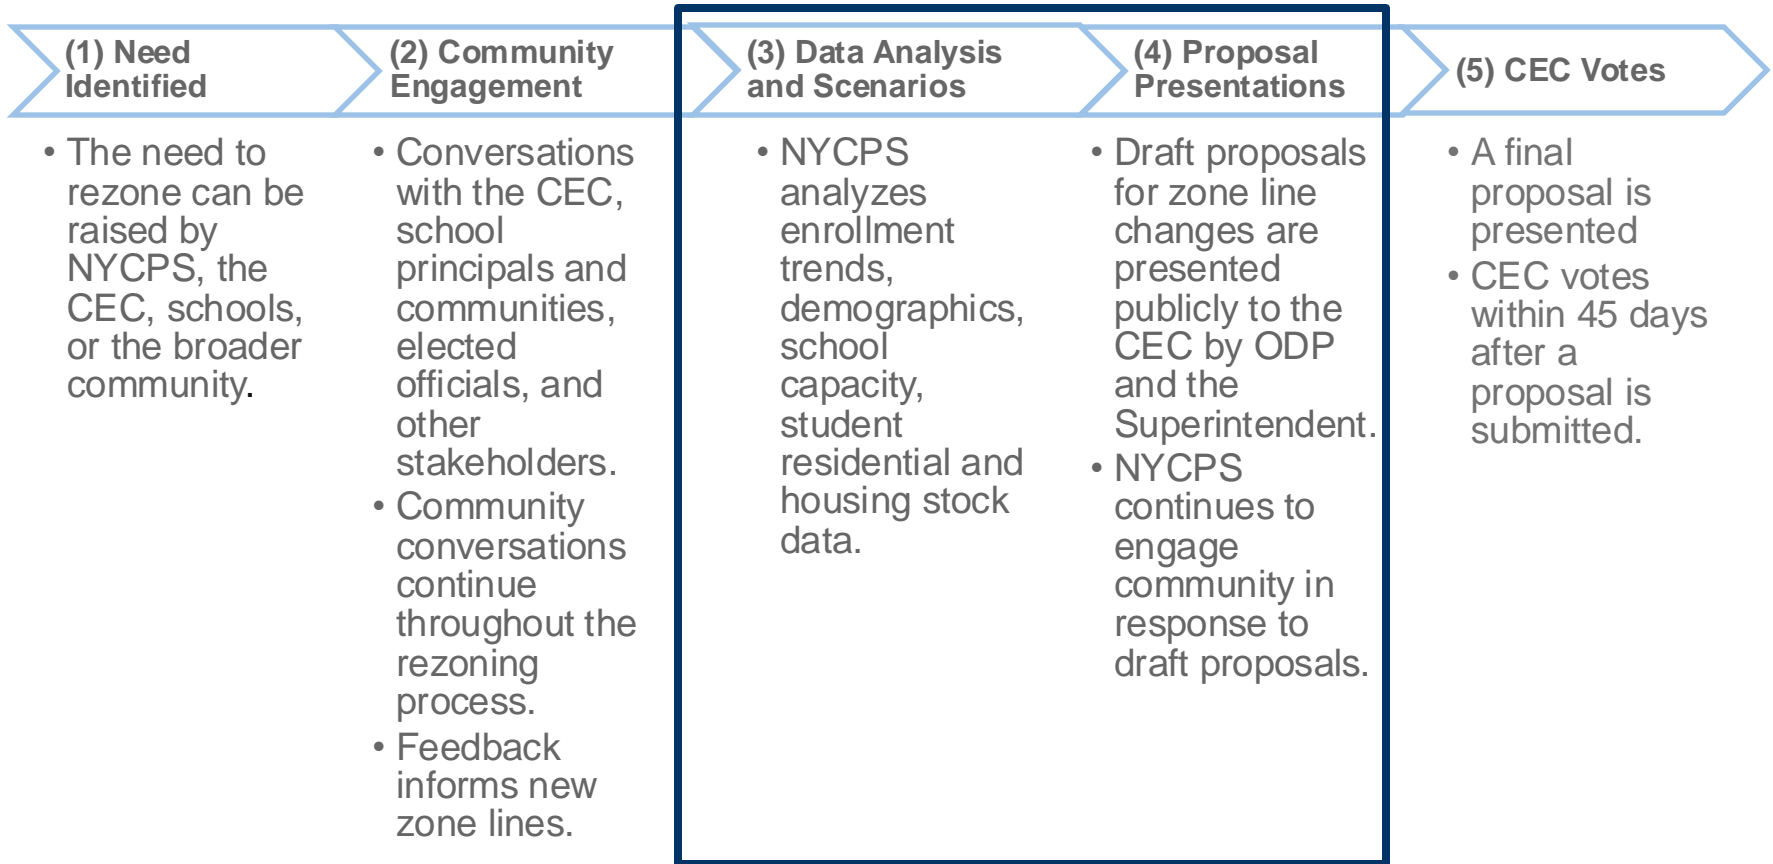 (1) Need
Identified
• The need to
rezone can be
raised by
NYCPS, the
CEC, schools,
or the broader
community.
(2) Community
Engagement
• Conversations
with the CEC,
school
principals and
communities,
elected
officials, and
other
stakeholders.
• Community
conversations
continue
throughout the
rezoning
process.
• Feedback
informs new
zone lines.
(3) Data Analysis
and Scenarios
• NYCPS
analyzes
enrollment
trends,
demographics,
school
capacity,
student
residential and
housing stock
data.
(4) Proposal
Presentations
• Draft proposals
for zone line
changes are
presented
publicly to the
CEC by ODP
and the
Superintendent.
• NYCPS
continues to
engage
community in
response to
draft proposals.
(5) CEC Votes
• A final
proposal is
presented
• CEC votes
within 45 days
after a
proposal is
submitted.